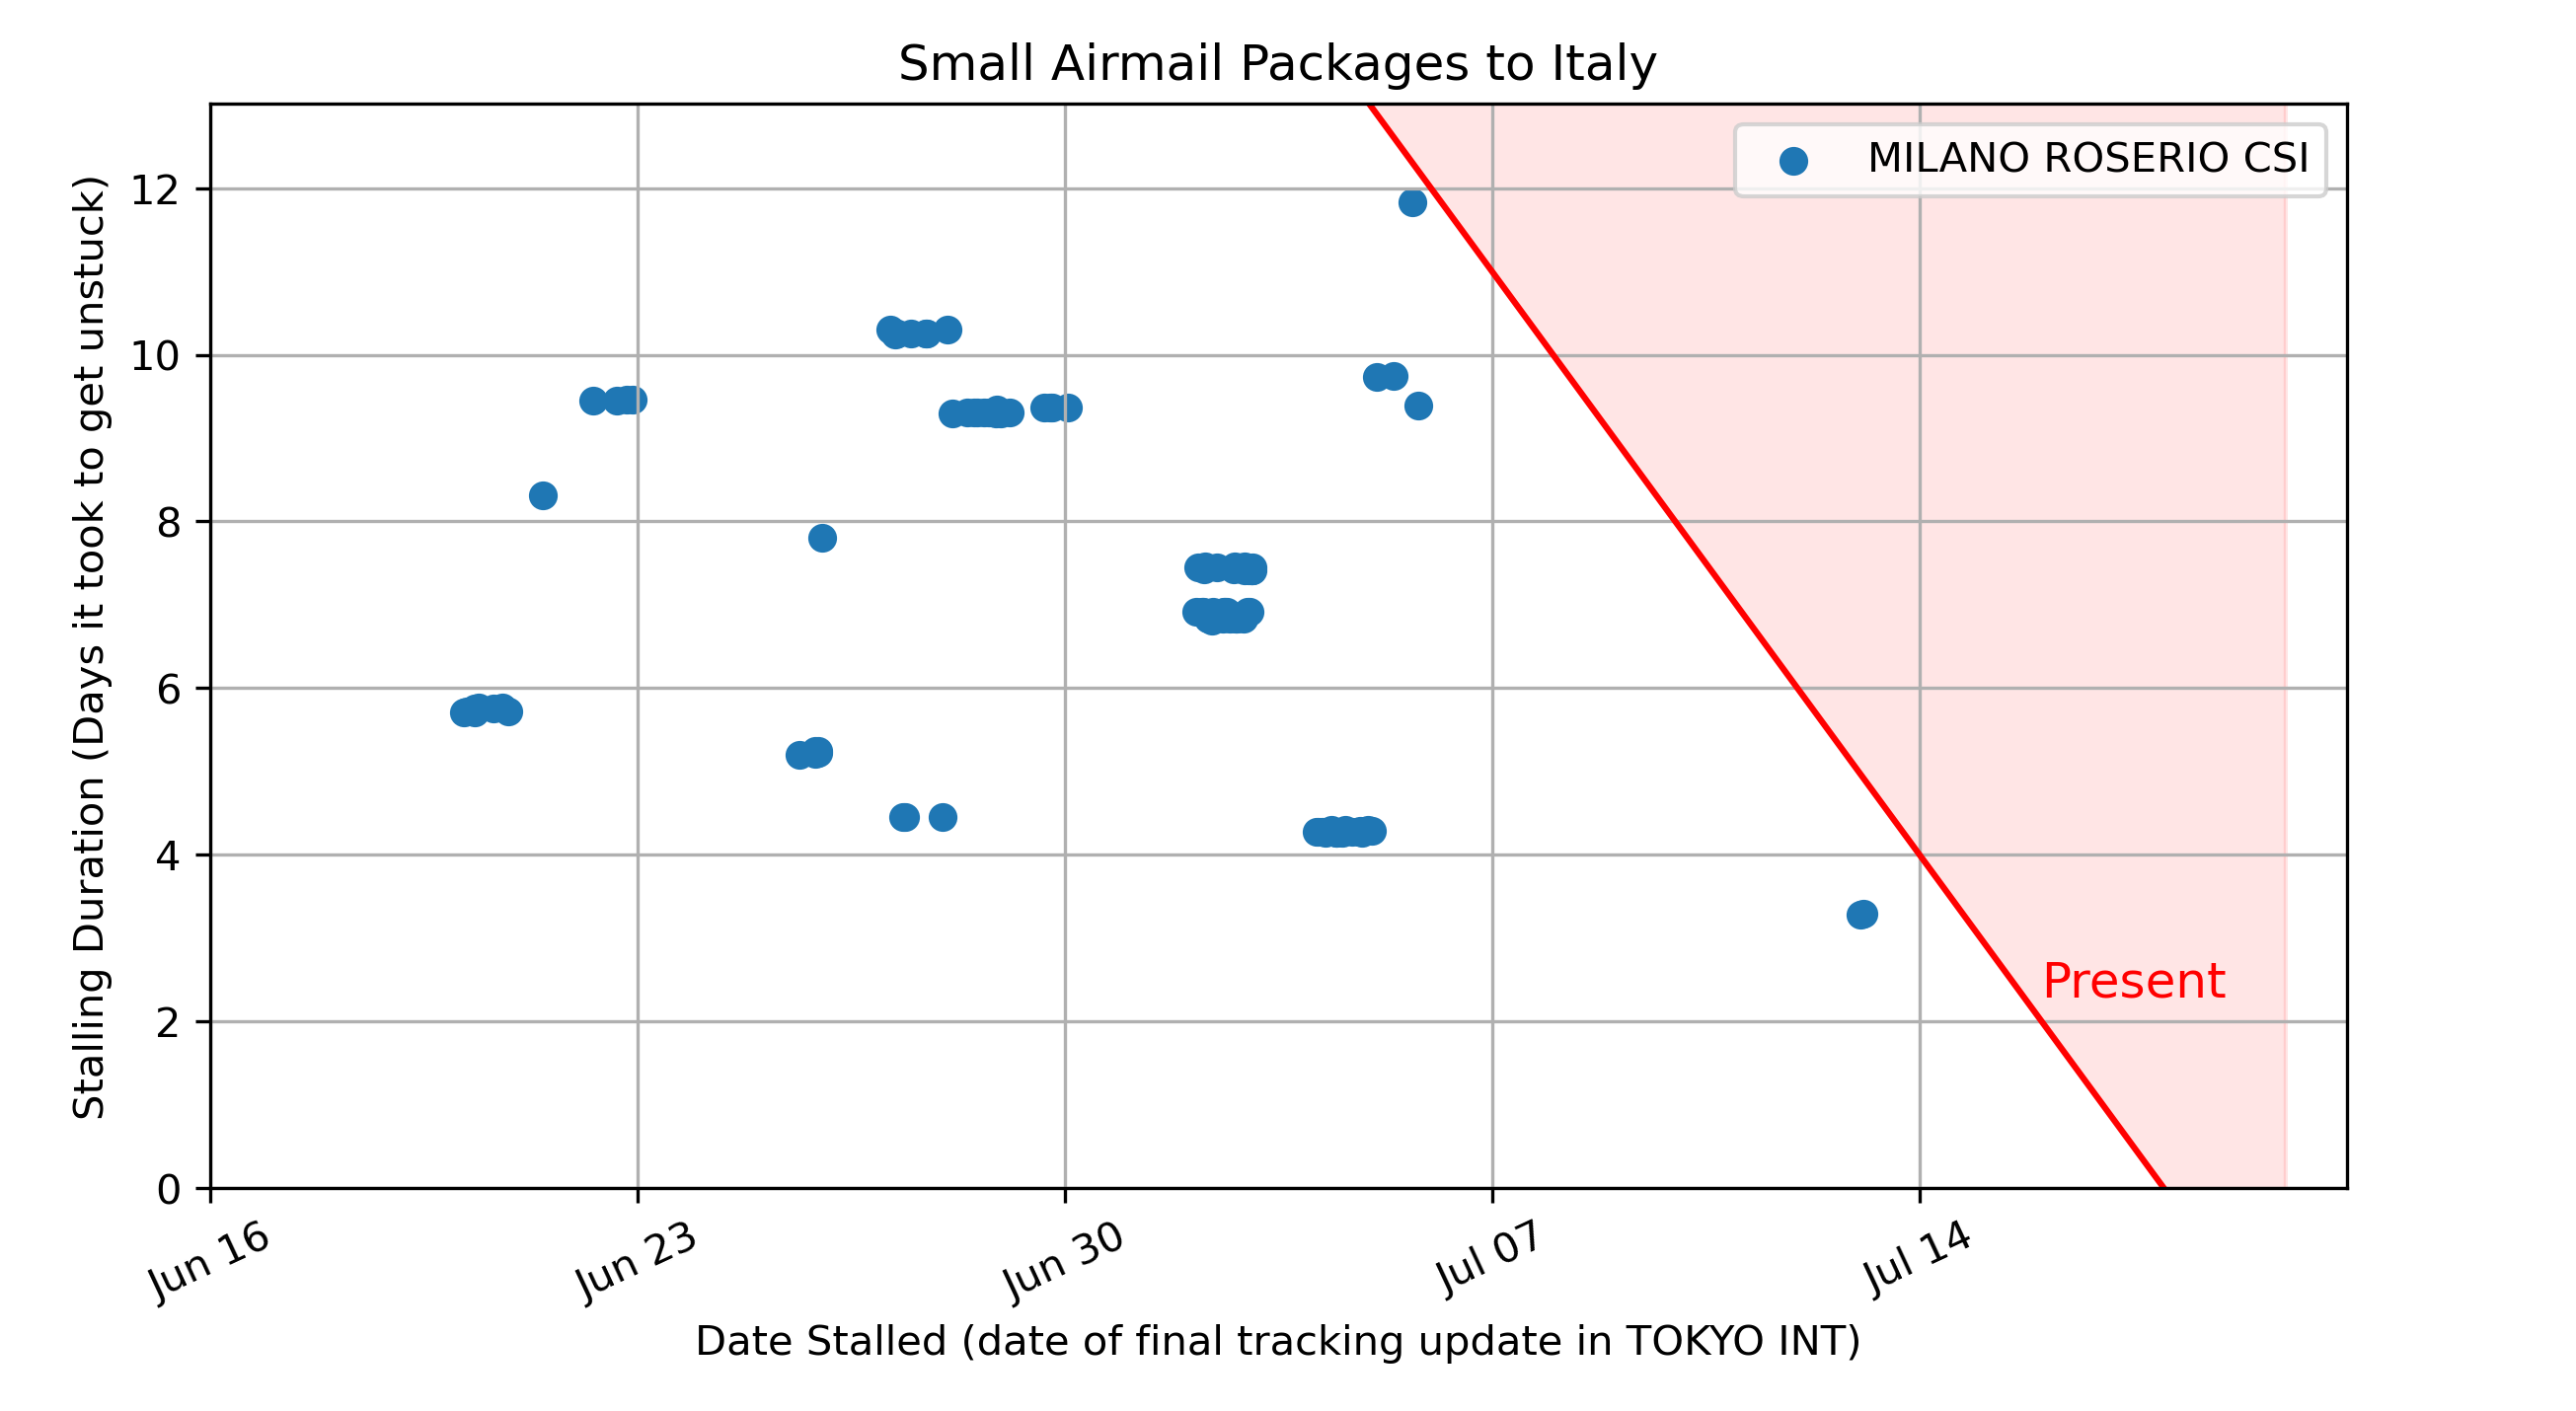 Small Airmail Packages to Italy
MILANO ROSERIO CSI
Stalling Duration (Days it took to get unstuck)
12
10
8
6
4
2
0
Present
Jun 16
Jun 23
Jun 30
Jul 07
Jul 14
Date Stalled (date of final tracking update in TOKYO INT)